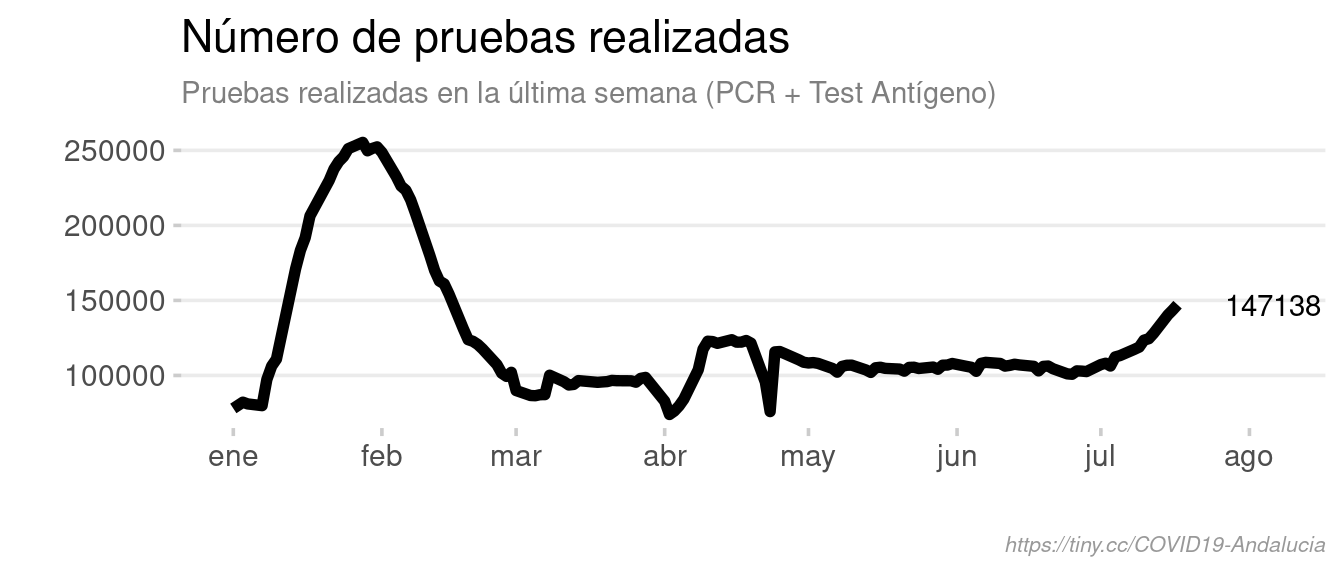 Número de pruebas realizadas
Pruebas realizadas en la última semana (PCR + Test Antígeno)
250000
200000
150000
100000
147138
ene feb mar abr may jun jul ago
https://tiny.cc/COVID19-Andalucia